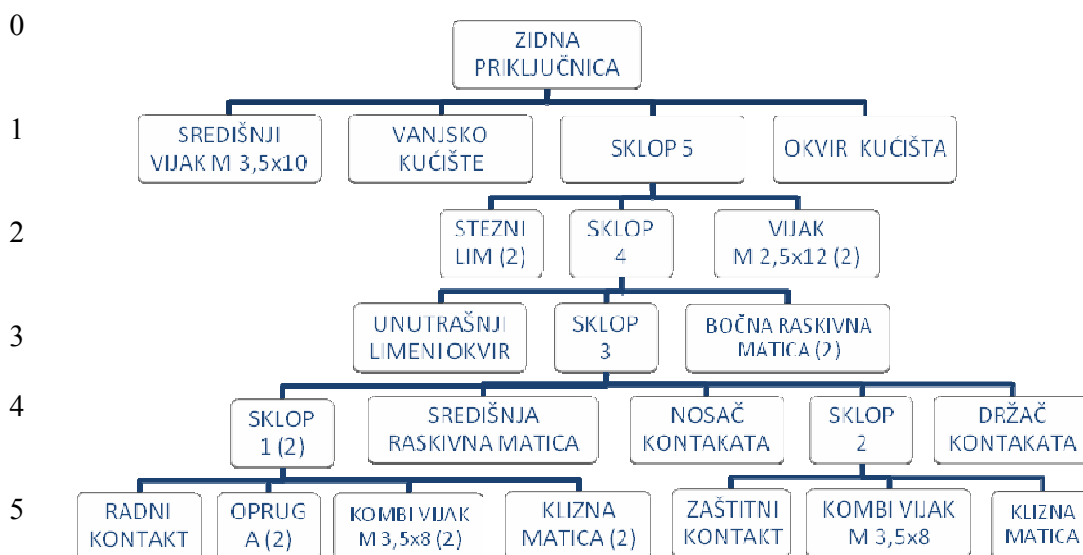 0
ZIDNA
PRIKLJUČNICA
1
SREDIŠNJI
VIJAK M 3,5x10
VANJSKO
KUĆIŠTE
SKLOP 5
OKVIR KUĆIŠTA
2
STEZNI
LIM (2)
SKLOP
4
VIJAK
M 2,5x12 (2)
3
UNUTRAŠNJI
LIMENI OKVIR
SKLOP
3
BOČNA RASKIVNA
MATICA (2)
4
SKLOP
1 (2)
SREDIŠNJA
RASKIVNA MATICA
NOSAČ
KONTAKATA
SKLOP
2
DRŽAČ
KONTAKATA
5
RADNI
KONTAKT
OPRUG
A (2)
KOMBI VIJAK
M 3,5x8 (2)
KLIZNA
MATICA (2)
ZAŠTITNI
KONTAKT
KOMBI VIJAK
M 3,5x8
KLIZNA
MATICA